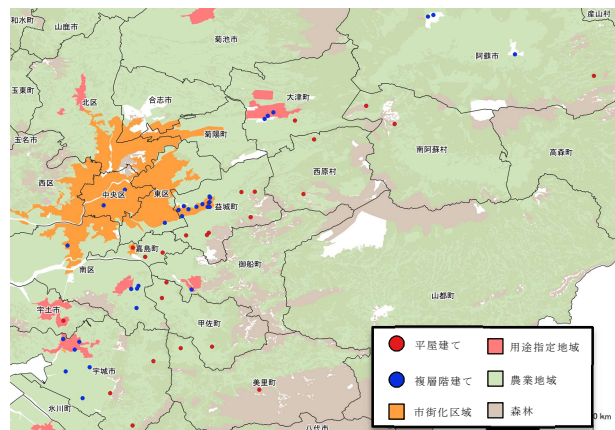 和水町
山鹿市
菊池市
産山村
阿蘇市
玉東町
北区
合志市
大津町
玉名市
菊陽町
西区
中央区
東区
西原村
南阿蘇村
高森町
益城町
嘉島町
南区
御船町
山都町
宇土市
甲佐町
宇城市
美里町
氷川町
八代市
平屋建て
用途指定地域
複層階建て
農業地域
市街化区域
森林
0 km